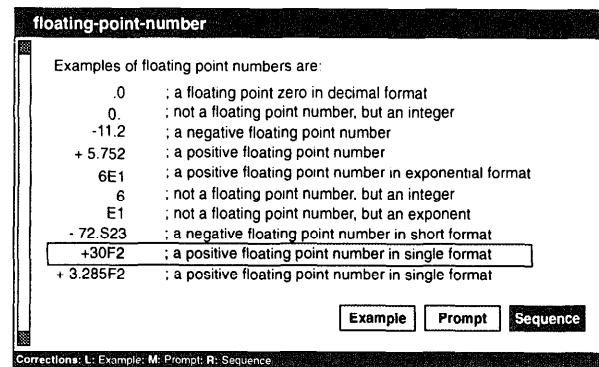 floating-point-number
Examples of floating point numbers are:
.0 ; a floating point zero in decimal format
0. ; not a floating point number, but an integer
-11.2 ; a negative floating point number
+ 5.752 ; a positive floating point number
6E1 ; a positive floating point number in exponential format
6 ; not a floating point number, but an integer
E1 ; not a floating point number, but an exponent
- 72.S23 ; a negative floating point number in short format
+30F2 ; a positive floating point number in single format
+ 3.285F2 ; a positive floating point number in single format
Example Prompt Sequence
Corrections: L: Example; M: Prompt; R: Sequence